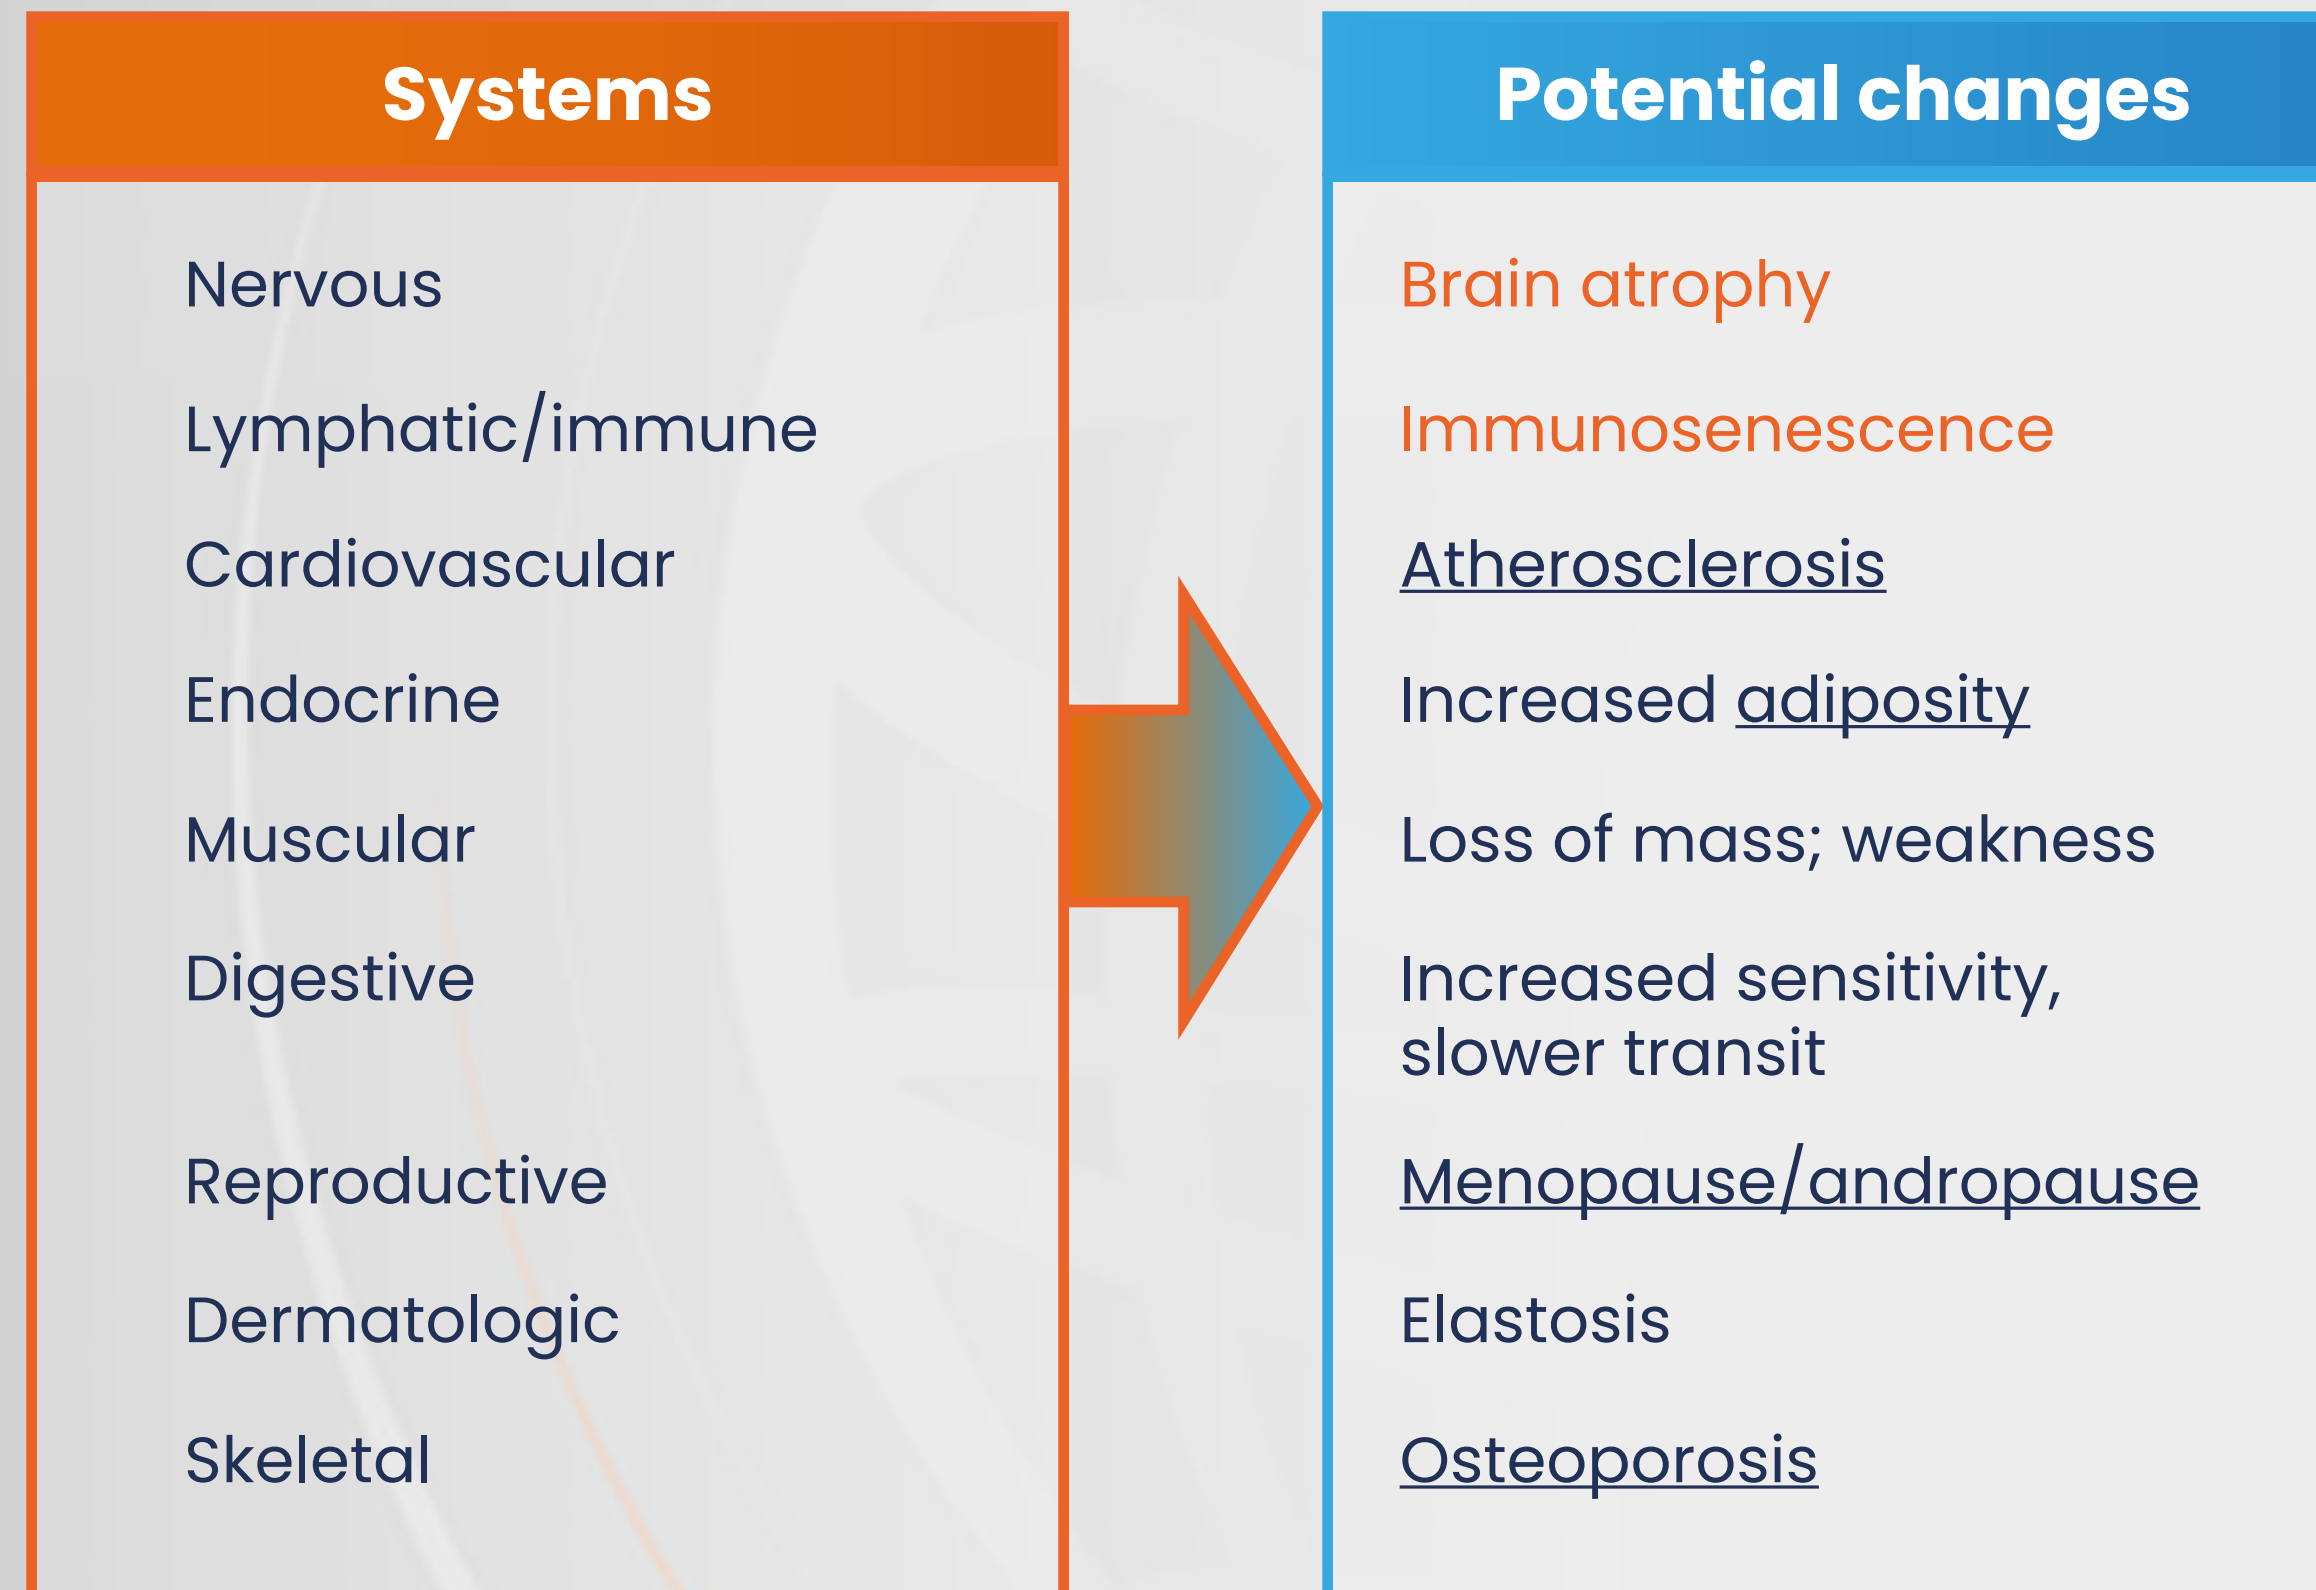 Systems
Potential changes
Nervous
Brain atrophy
Lymphatic/immune
Immunosenescence
Cardiovascular
Atherosclerosis
Endocrine
Increased adiposity
Muscular
Loss of mass; weakness
Digestive
Increased sensitivity,
slower transit
Reproductive
Menopause/andropause
Dermatologic
Elastosis
Skeletal
Osteoporosis